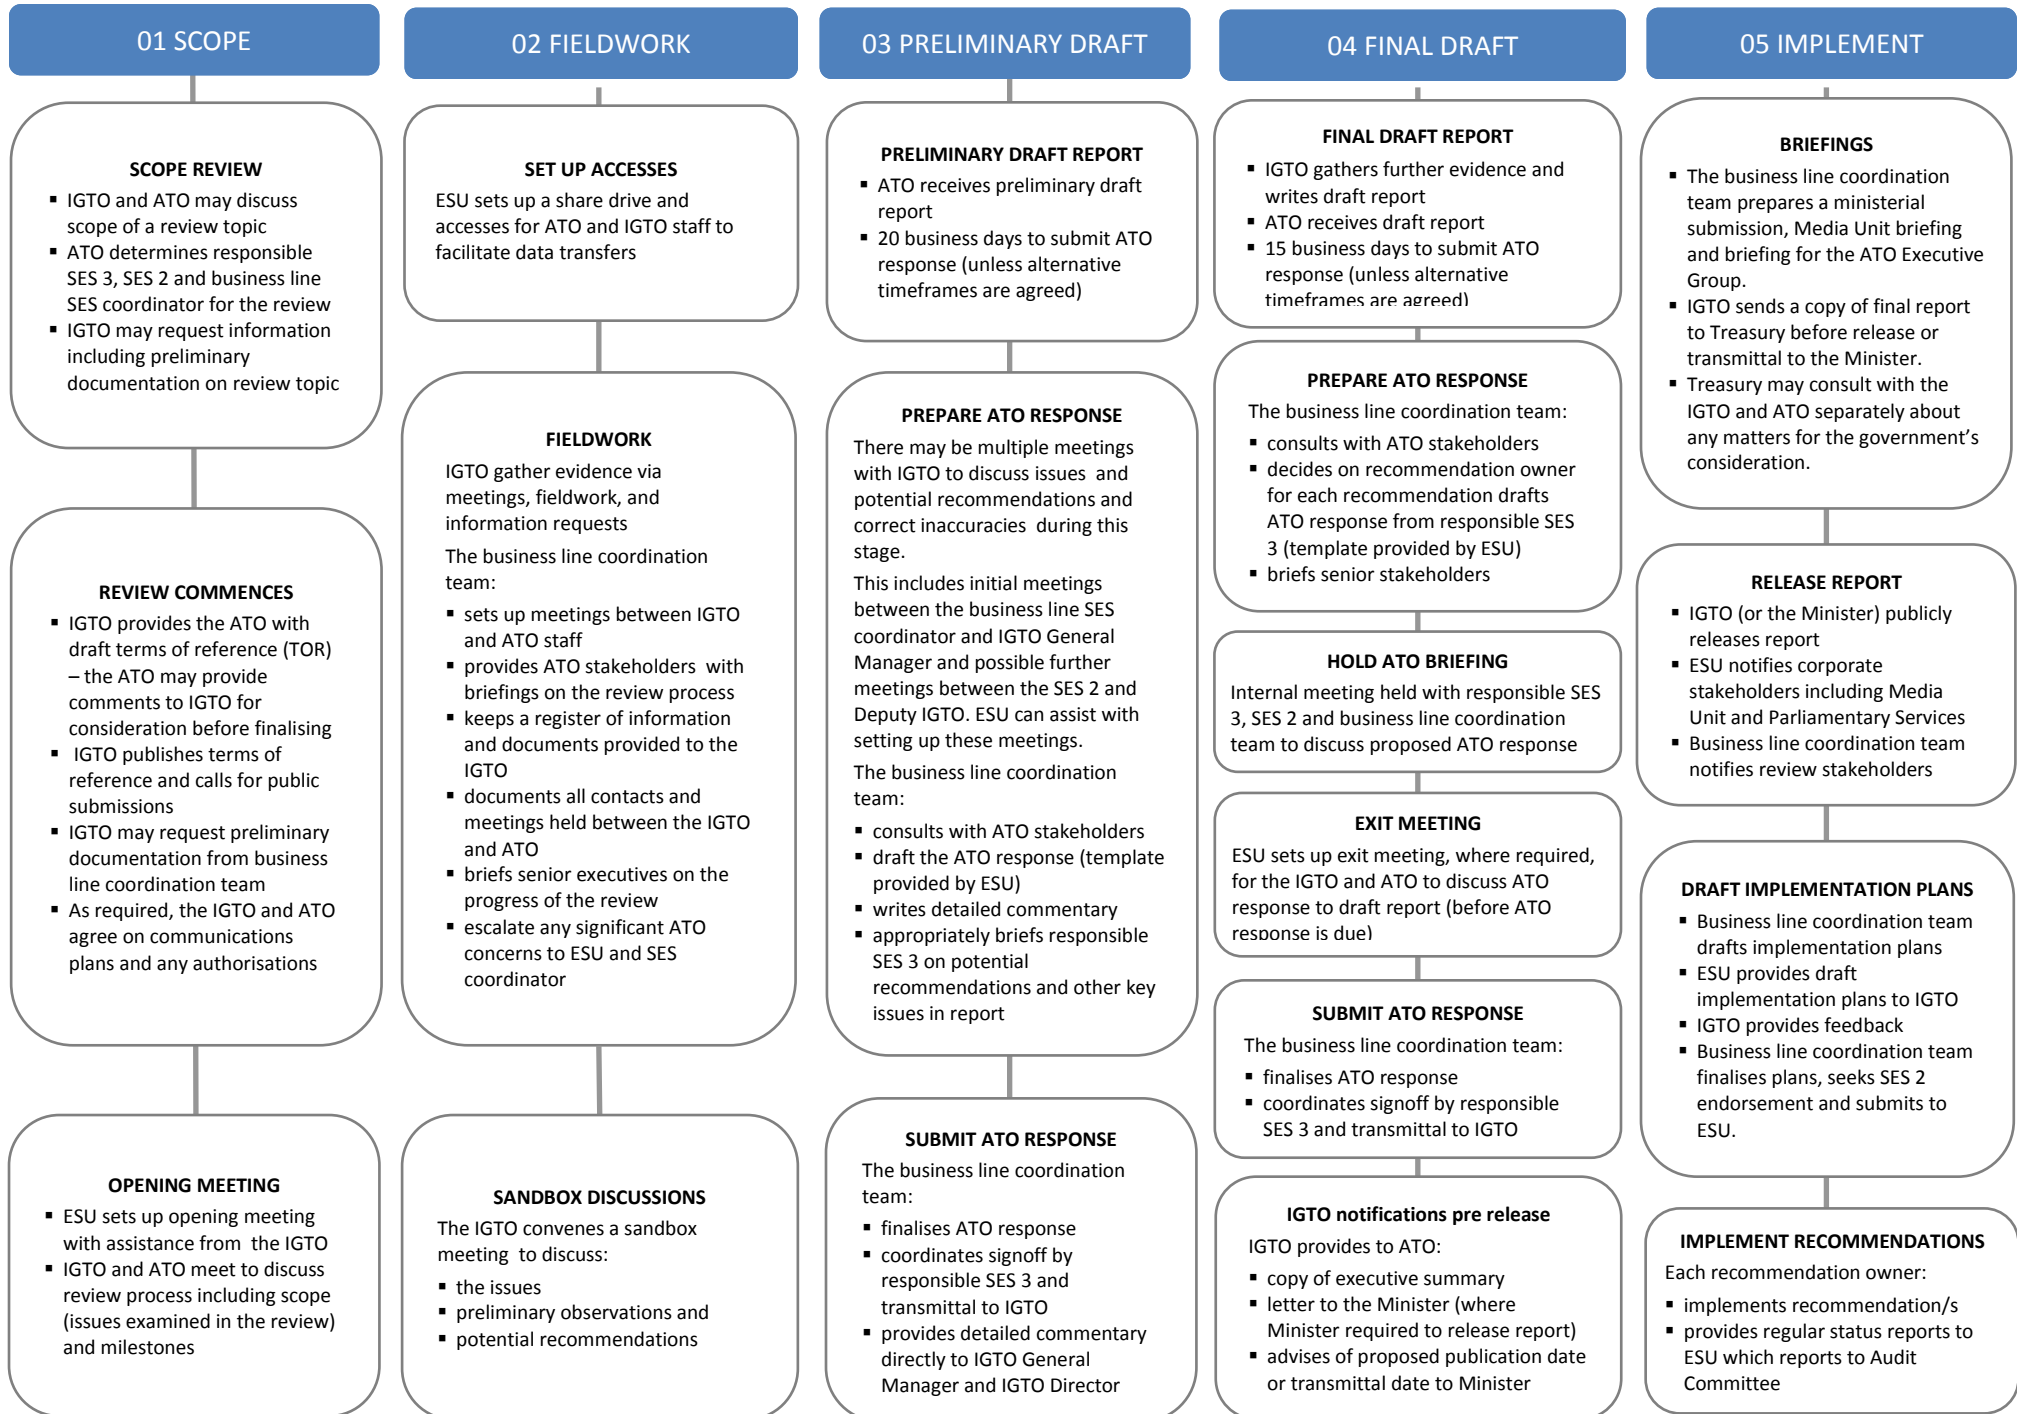 01 SCOPE
SCOPE REVIEW
▪ IGTO and ATO may discuss
scope of a review topic
▪ ATO determines responsible
SES 3, SES 2 and business line
SES coordinator for the review
▪ IGTO may request information
including preliminary
documentation on review topic
REVIEW COMMENCES
▪ IGTO provides the ATO with
draft terms of reference (TOR)
– the ATO may provide
comments to IGTO for
consideration before finalising
▪ IGTO publishes terms of
reference and calls for public
submissions
▪ IGTO may request preliminary
documentation from business
line coordination team
▪ As required, the IGTO and ATO
agree on communications
plans and any authorisations
OPENING MEETING
▪ ESU sets up opening meeting
with assistance from the IGTO
▪ IGTO and ATO meet to discuss
review process including scope
(issues examined in the review)
and milestones
02 FIELDWORK
SET UP ACCESSES
ESU sets up a share drive and
accesses for ATO and IGTO staff to
facilitate data transfers
FIELDWORK
IGTO gather evidence via
meetings, fieldwork, and
information requests
The business line coordination
team:
▪ sets up meetings between IGTO
and ATO staff
▪ provides ATO stakeholders with
briefings on the review process
▪ keeps a register of information
and documents provided to the
IGTO
▪ documents all contacts and
meetings held between the IGTO
and ATO
▪ briefs senior executives on the
progress of the review
▪ escalate any significant ATO
concerns to ESU and SES
coordinator
SANDBOX DISCUSSIONS
The IGTO convenes a sandbox
meeting to discuss:
▪ the issues
▪ preliminary observations and
▪ potential recommendations
03 PRELIMINARY DRAFT
PRELIMINARY DRAFT REPORT
▪ ATO receives preliminary draft
report
▪ 20 business days to submit ATO
response (unless alternative
timeframes are agreed)
PREPARE ATO RESPONSE
There may be multiple meetings
with IGTO to discuss issues and
potential recommendations and
correct inaccuracies during this
stage.
This includes initial meetings
between the business line SES
coordinator and IGTO General
Manager and possible further
meetings between the SES 2 and
Deputy IGTO. ESU can assist with
setting up these meetings.
The business line coordination
team:
▪ consults with ATO stakeholders
▪ draft the ATO response (template
provided by ESU)
▪ writes detailed commentary
▪ appropriately briefs responsible
SES 3 on potential
recommendations and other key
issues in report
SUBMIT ATO RESPONSE
The business line coordination
team:
▪ finalises ATO response
▪ coordinates signoff by
responsible SES 3 and
transmittal to IGTO
▪ provides detailed commentary
directly to IGTO General
Manager and IGTO Director
04 FINAL DRAFT
FINAL DRAFT REPORT
▪ IGTO gathers further evidence and
writes draft report
▪ ATO receives draft report
▪ 15 business days to submit ATO
response (unless alternative
timeframes are agreed)
PREPARE ATO RESPONSE
The business line coordination team:
▪ consults with ATO stakeholders
▪ decides on recommendation owner
for each recommendation drafts
ATO response from responsible SES
3 (template provided by ESU)
▪ briefs senior stakeholders
HOLD ATO BRIEFING
Internal meeting held with responsible SES
3, SES 2 and business line coordination
team to discuss proposed ATO response
EXIT MEETING
ESU sets up exit meeting, where required,
for the IGTO and ATO to discuss ATO
response to draft report (before ATO
response is due)
SUBMIT ATO RESPONSE
The business line coordination team:
▪ finalises ATO response
▪ coordinates signoff by responsible
SES 3 and transmittal to IGTO
IGTO notifications pre release
IGTO provides to ATO:
▪ copy of executive summary
▪ letter to the Minister (where
Minister required to release report)
▪ advises of proposed publication date
or transmittal date to Minister
05 IMPLEMENT
BRIEFINGS
▪ The business line coordination
team prepares a ministerial
submission, Media Unit briefing
and briefing for the ATO Executive
Group.
▪ IGTO sends a copy of final report
to Treasury before release or
transmittal to the Minister.
▪ Treasury may consult with the
IGTO and ATO separately about
any matters for the government’s
consideration.
RELEASE REPORT
▪ IGTO (or the Minister) publicly
releases report
▪ ESU notifies corporate
stakeholders including Media
Unit and Parliamentary Services
▪ Business line coordination team
notifies review stakeholders
DRAFT IMPLEMENTATION PLANS
▪ Business line coordination team
drafts implementation plans
▪ ESU provides draft
implementation plans to IGTO
▪ IGTO provides feedback
▪ Business line coordination team
finalises plans, seeks SES 2
endorsement and submits to
ESU.
IMPLEMENT RECOMMENDATIONS
Each recommendation owner:
▪ implements recommendation/s
▪ provides regular status reports to
ESU which reports to Audit
Committee